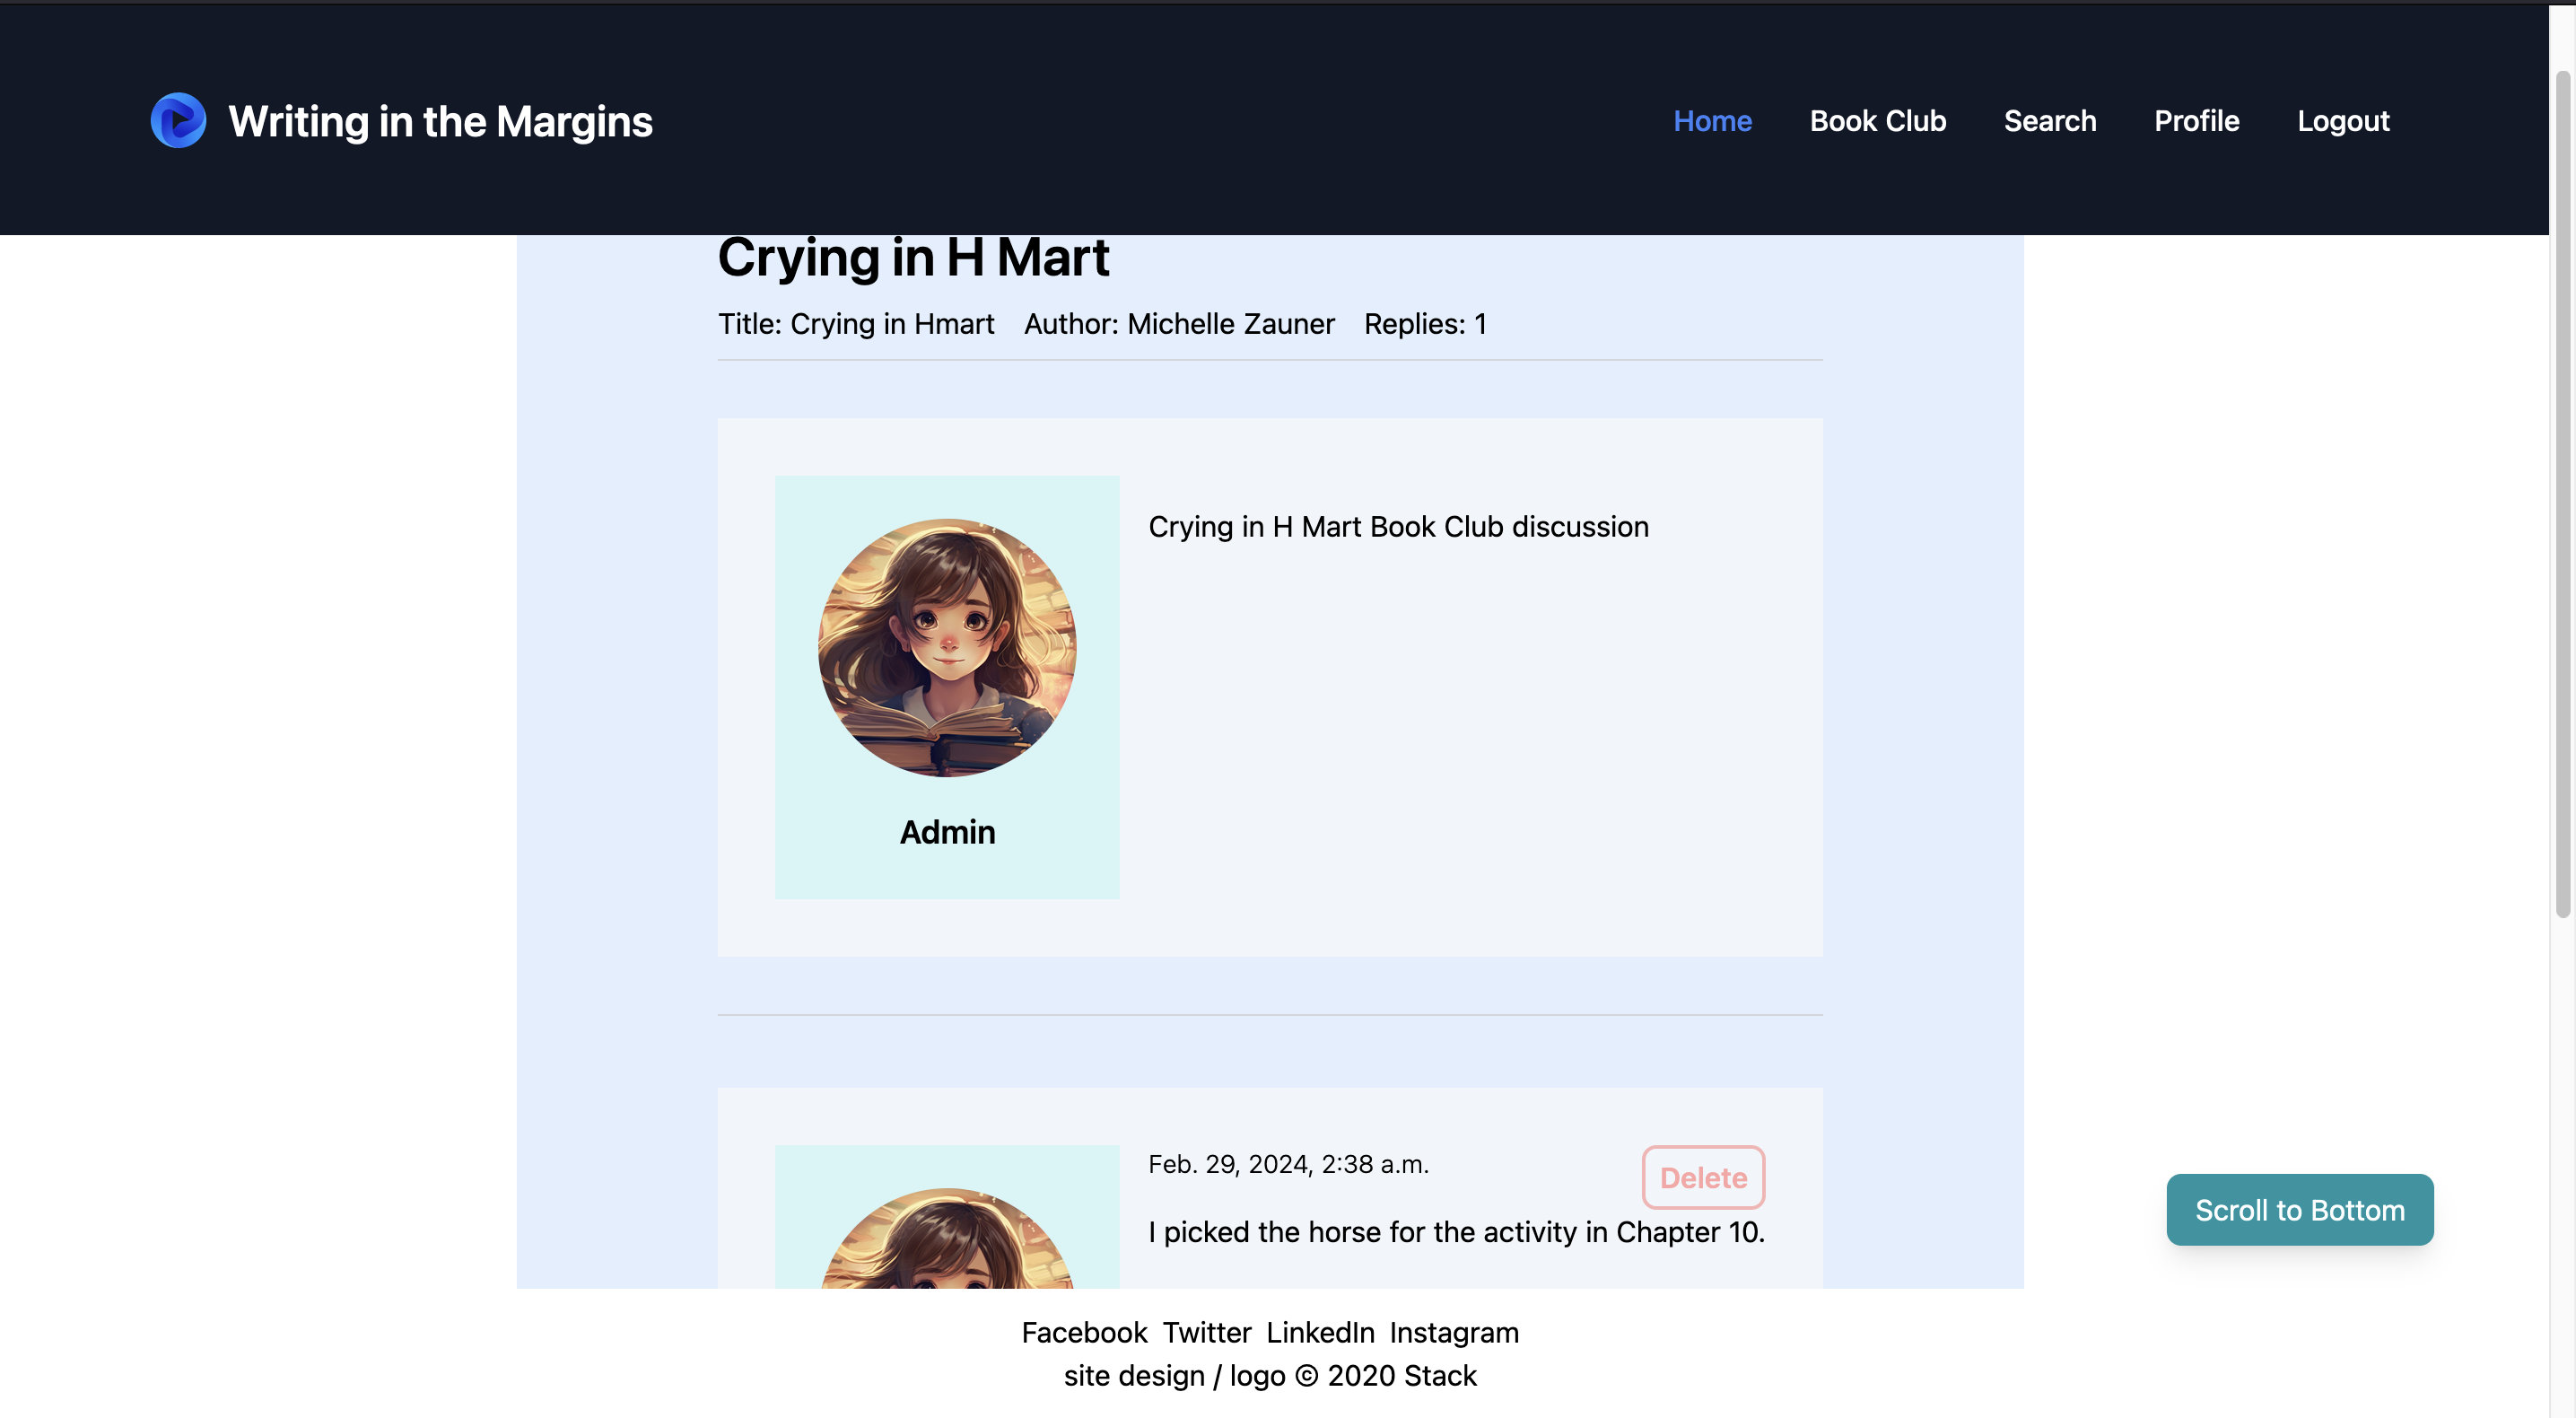 Writing in the Margins
Home Book Club Search Profile Logout
Crying in H Mart
Title: Crying in Hmart Author: Michelle Zauner Replies: 1
Crying in H Mart Book Club discussion
Admin
Feb. 29, 2024, 2:38 a.m.
Delete
I picked the horse for the activity in Chapter 10.
Scroll to Bottom
Facebook Twitter LinkedIn Instagram
site design / logo © 2020 Stack